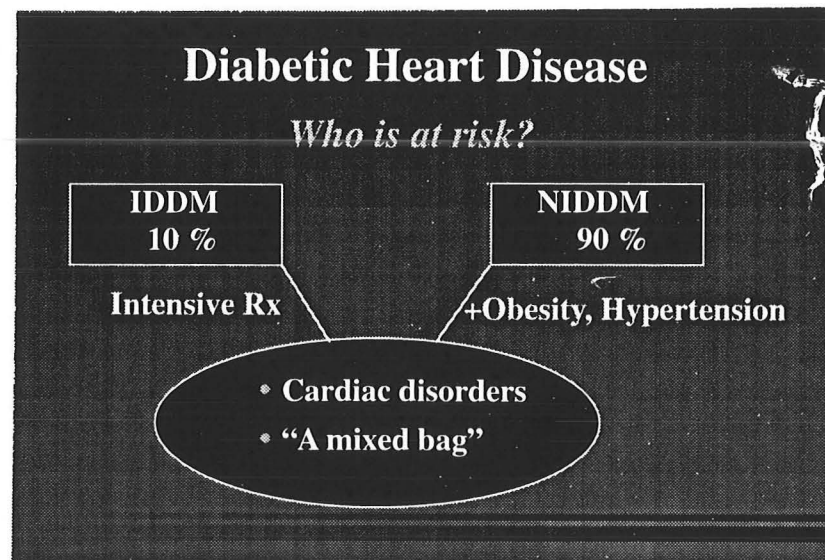 Diabetic Heart Disease
Who is at risk?
IDDM
10 %
NIDDM
90 %
Intensive Rx
+Obesity, Hypertension
• Cardiac disorders
• “A mixed bag”